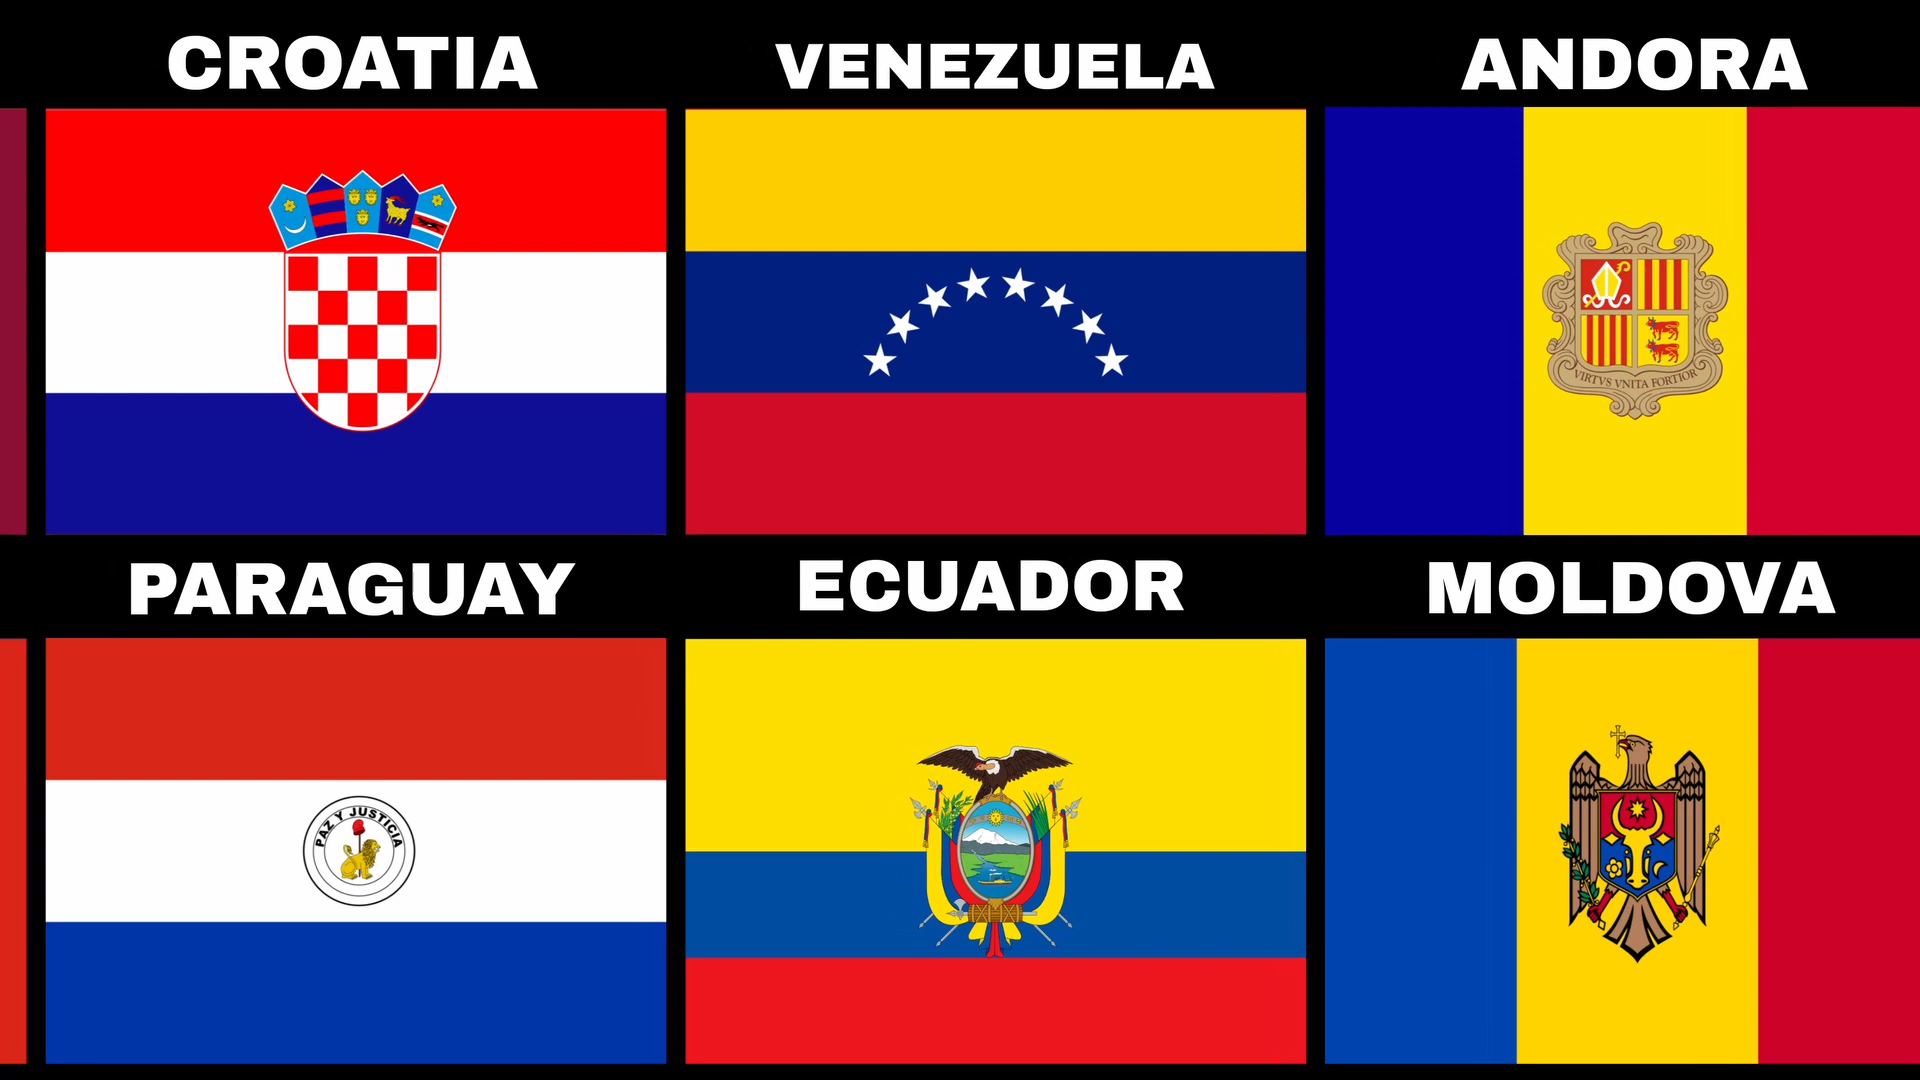 CROATIA
VENEZUELA
ANDORA
VIRTVS VNITA FORTIOR
PARAGUAY
ECUADOR
MOLDOVA
PAZ Y JUSTICIA